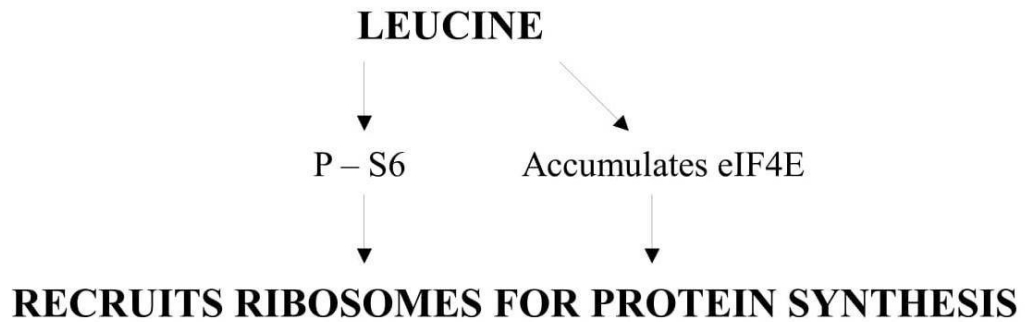 LEUCINE
P – S6 Accumulates eIF4E
RECRUITS RIBOSOMES FOR PROTEIN SYNTHESIS